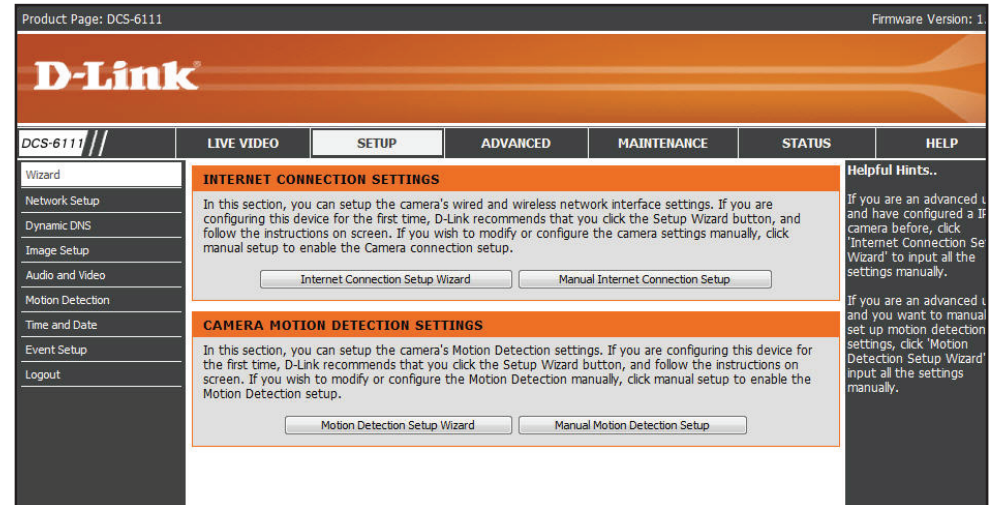 Product Page: DCS-6111
Firmware Version: 1.
D-Link
DCS-6111
LIVE VIDEO
SETUP
ADVANCED
MAINTENANCE
STATUS
HELP
Wizard
Network Setup
Dynamic DNS
Image Setup
Audio and Video
Motion Detection
Time and Date
Event Setup
Logout
INTERNET CONNECTION SETTINGS
In this section, you can setup the camera's wired and wireless network interface settings. If you are
configuring this device for the first time, D-Link recommends that you click the Setup Wizard button, and
follow the instructions on screen. If you wish to modify or configure the camera settings manually, click
manual setup to enable the Camera connection setup.
Internet Connection Setup Wizard
Manual Internet Connection Setup
CAMERA MOTION DETECTION SETTINGS
In this section, you can setup the camera's Motion Detection settings. If you are configuring this device for
the first time, D-Link recommends that you click the Setup Wizard button, and follow the instructions on
screen. If you wish to modify or configure the Motion Detection manually, click manual setup to enable the
Motion Detection setup.
Motion Detection Setup Wizard
Manual Motion Detection Setup
Helpful Hints..
If you are an advanced
and have configured a
camera before, click
'Internet Connection Se
Wizard' to input all the
settings manually.
If you are an advanced
and you want to manual
set up motion detection
settings, click 'Motion
Detection Setup Wizard'
input all the settings
manually.